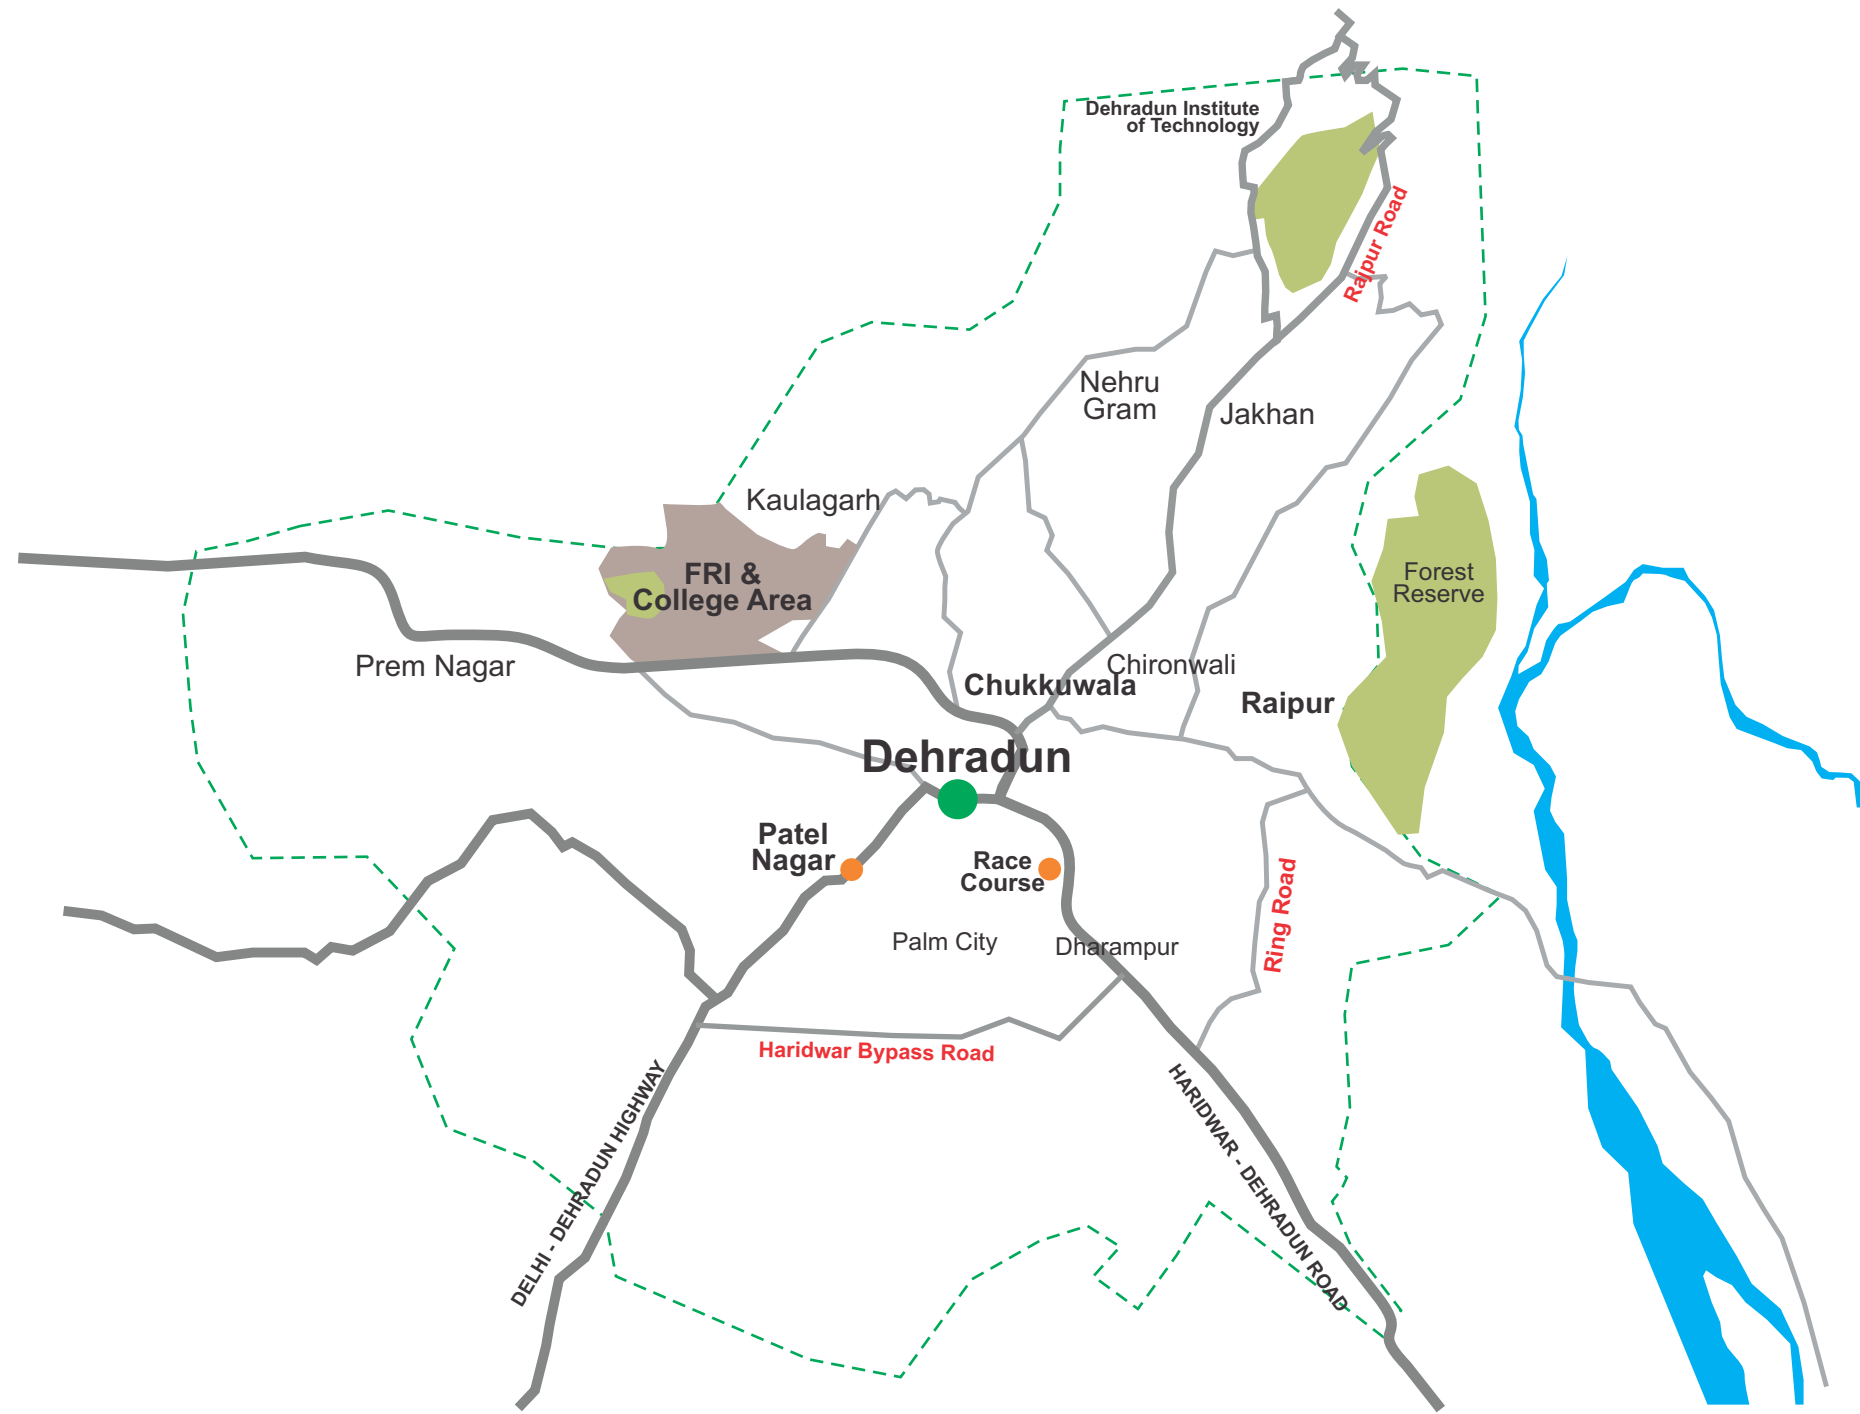 Dehradun Institute
of Technology
Rajpur Road
Nehru
Gram
Jakhan
Kaulagarh
FRI &
College Area
Forest
Reserve
Prem Nagar
Chironwali
Chukkuwala
Raipur
Dehradun
Patel
Nagar
Race
Course
Ring Road
Palm City
Dharampur
Haridwar Bypass Road
DELHI - DEHRADUN HIGHWAY
HARIDWAR - DEHRADUN ROAD